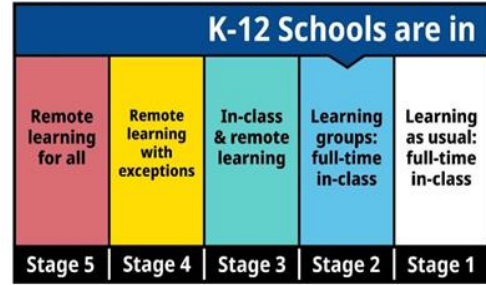 K-12 Schools are in
Remote
learning
for all
Remote
learning
with
exceptions
In-class
& remote
learning
Learning
groups:
full-time
in-class
Learning
as usual:
full-time
in-class
Stage 5
Stage 4
Stage 3
Stage 2
Stage 1